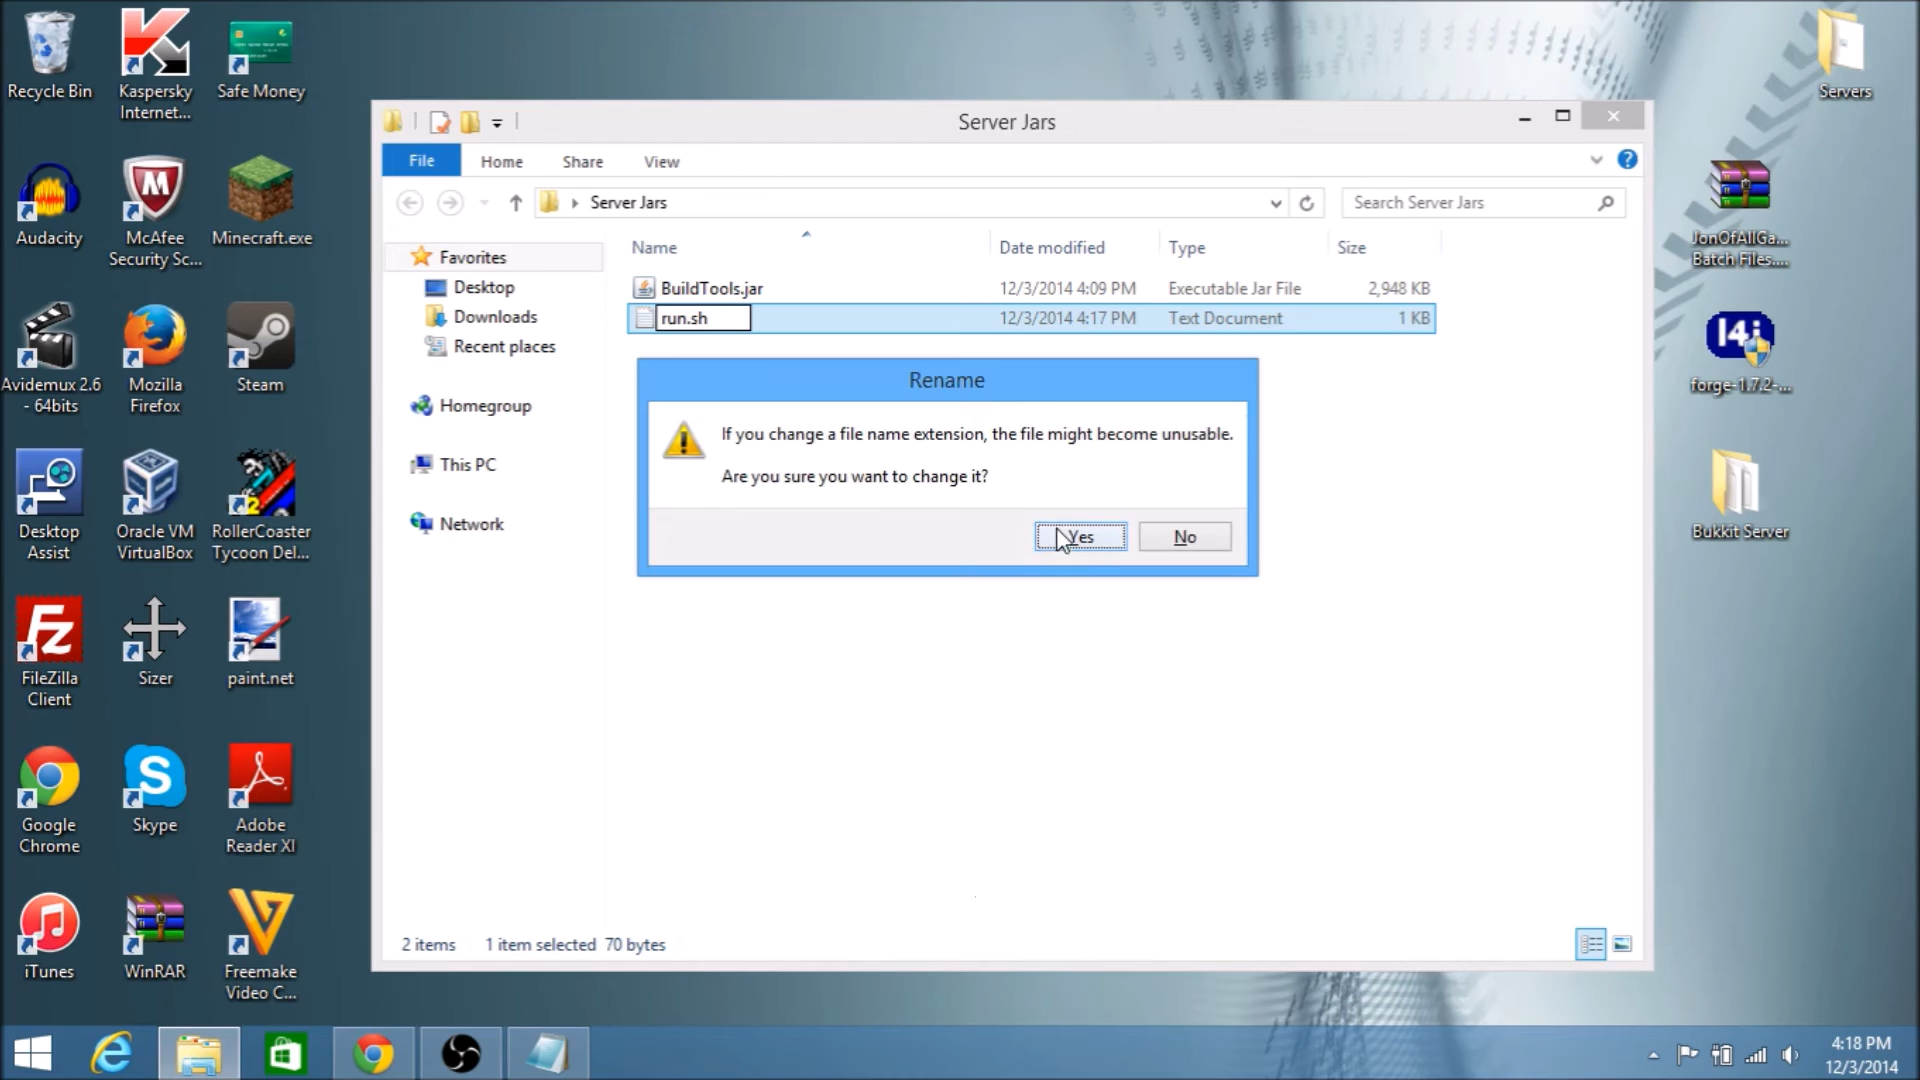 Recycle Bin
Kaspersky
Internet...
Safe Money
Servers
Server Jars
File
Home
Share
View
Server Jars
Search Server Jars
Audacity
McAfee
Security Sc...
Minecraft.exe
JonOfAllGa...
Batch Files....
Name
Date modified
Type
Size
Favorites
Desktop
Downloads
Recent places
Homegroup
This PC
Network
BuildTools.jar
12/3/2014 4:09 PM
Executable Jar File
2,948 KB
run.sh
12/3/2014 4:17 PM
Text Document
1 KB
Rename
If you change a file name extension, the file might become unusable.
Are you sure you want to change it?
Yes
No
Avidemux 2.6
- 64bits
Mozilla
Firefox
Steam
14j
forge-1.7.2-...
Desktop
Assist
Oracle VM
VirtualBox
RollerCoaster
Tycoon Del...
Bukkit Server
FileZilla
Client
Sizer
paint.net
Google
Chrome
Skype
Adobe
Reader XI
iTunes
WinRAR
Freemake
Video C...
2 items
1 item selected 70 bytes
4:18 PM
12/3/2014